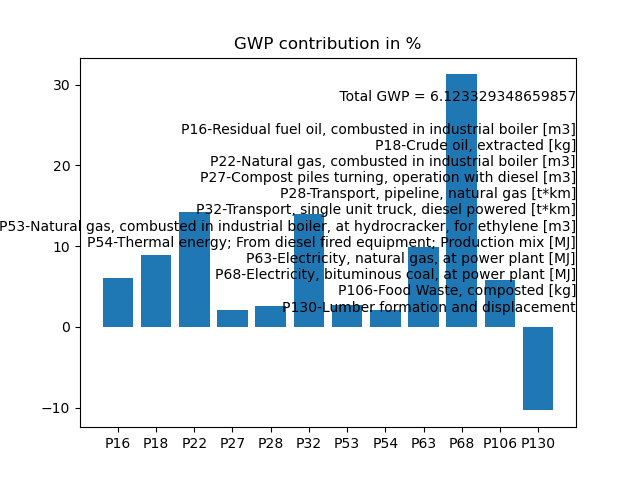 GWP contribution in %
30
20
10
0
−10
Total GWP = 6.123329348659857
P16-Residual fuel oil, combusted in industrial boiler [m3]
P18-Crude oil, extracted [kg]
P22-Natural gas, combusted in industrial boiler [m3]
P27-Compost piles turning, operation with diesel [m3]
P28-Transport, pipeline, natural gas [t*km]
P32-Transport, single unit truck, diesel powered [t*km]
P53-Natural gas, combusted in industrial boiler, at hydrocracker, for ethylene [m3]
P54-Thermal energy; From diesel fired equipment; Production mix [MJ]
P63-Electricity, natural gas, at power plant [MJ]
P68-Electricity, bituminous coal, at power plant [MJ]
P106-Food Waste, composted [kg]
P130-Lumber formation and displacement
P16 P18 P22 P27 P28 P32 P53 P54 P63 P68 P106 P130